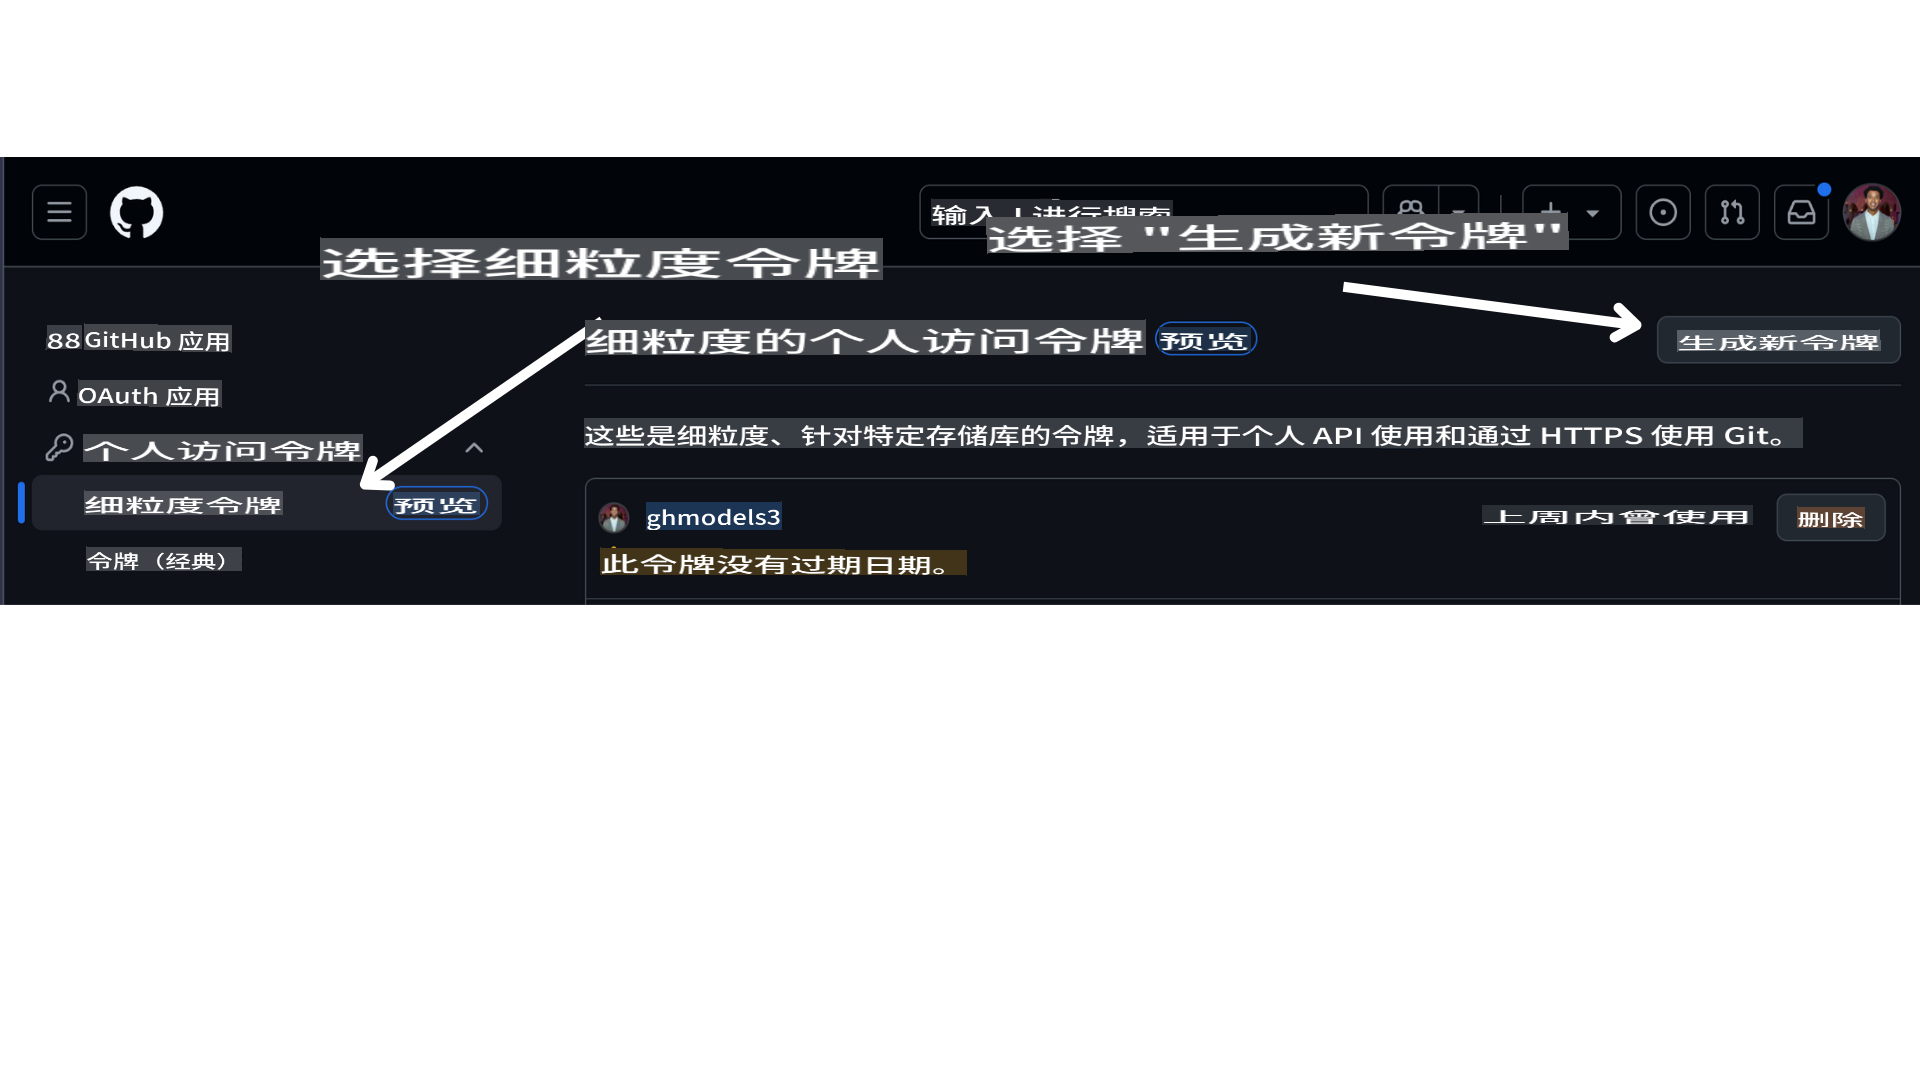 输入 / 进行搜索
选择 "生成新令牌"
选择细粒度令牌
88 GitHub 应用
OAuth 应用
个人访问令牌
细粒度令牌 预览
令牌（经典）
细粒度的个人访问令牌 预览
生成新令牌
这些是细粒度、针对特定存储库的令牌，适用于个人 API 使用和通过 HTTPS 使用 Git。
ghmodels3
上周内曾使用
删除
此令牌没有过期日期。